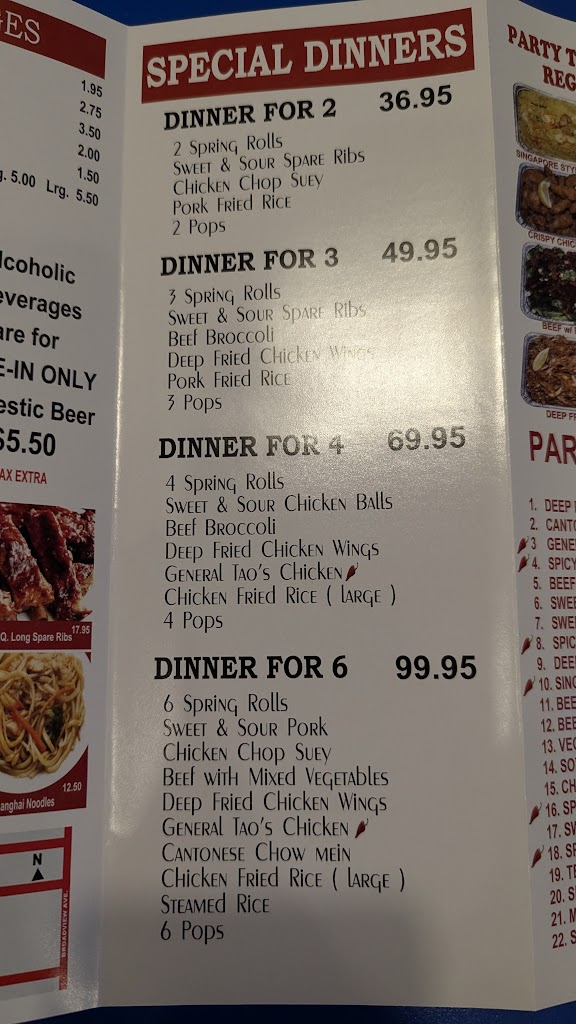 GES
1.95
2.75
3.50
2.00
1.50
5.00 Lrg. 5.50
are for
ONLY
Beer
5.50
EXTRA
Q. Long Spare Ribs 17.95
12.50
Noodles
N
BROADVIEW AVE.
SPECIAL DINNERS
DINNER FOR 2 36.95
2 Spring Rolls
Sweet & Sour Spare Ribs
Chicken Chop Suey
Pork Fried Rice
2 Pops
DINNER FOR 3 49.95
3 Spring Rolls
Sweet & Sour Spare Ribs
Beef Broccoli
Deep Fried Chicken Wings
Pork Fried Rice
3 Pops
DINNER FOR 4 69.95
4 Spring Rolls
Sweet & Sour Chicken Balls
Beef Broccoli
Deep Fried Chicken Wings
General Tao's Chicken
Chicken Fried Rice ( large )
4 Pops
DINNER FOR 6 99.95
6 Spring Rolls
Sweet & Sour Pork
Chicken Chop Suey
Beef with Mixed Vegetables
Deep Fried Chicken Wings
General Tao's Chicken
Cantonese Chow mein
Chicken Fried Rice ( large )
Steamed Rice
6 Pops
PARTY T
REG
SINGAPORE STY
CRISPY CHIC
BEEF w/
DEEP FR
PAR
1. DEEP
2. CANTO
3 GENE
4. SPICY
5. BEEF
6. SWEE
7. SWE
8. SPIC
9. DEE
10. SING
11. BEE
12. BEE
13. VEG
14. SO
15. CH
16. SP
17. SW
18. SP
19. TE
20. S
21. M
22. S